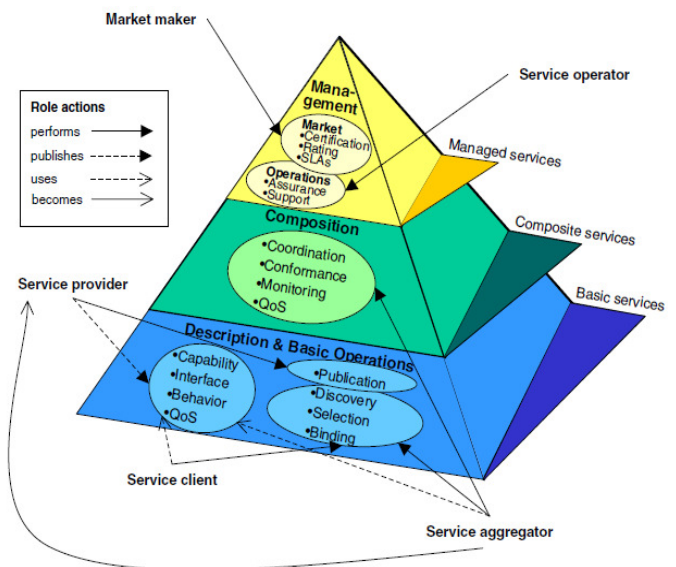 Market maker
Service operator
Role actions
performs
publishes
uses
becomes
Mana-
gement
Market
•Certification
•Rating
•SLAs
Operations
•Assurance
•Support
Managed services
Composition
•Coordination
•Conformance
•Monitoring
•QoS
Composite services
Service provider
Basic services
Description & Basic Operations
•Capability
•Interface
•Behavior
•QoS
•Publication
•Discovery
•Selection
•Binding
Service client
Service aggregator